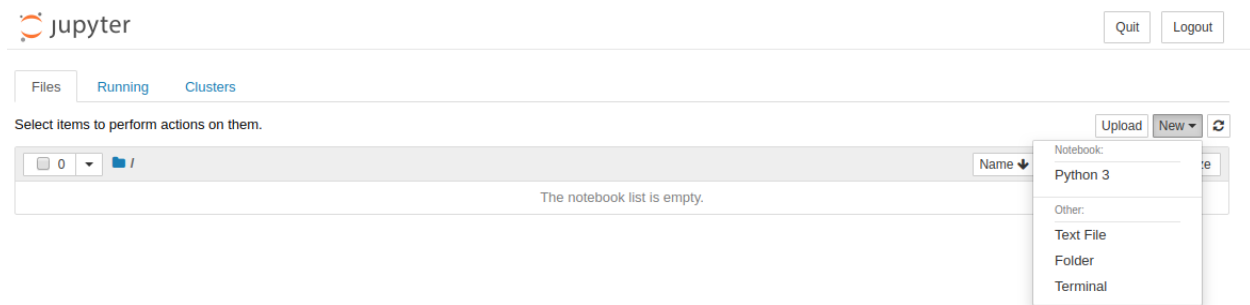 jupyter
Quit Logout
Files Running Clusters
Select items to perform actions on them.
Upload New
0 / Name
The notebook list is empty.
Notebook:
Python 3
Other:
Text File
Folder
Terminal